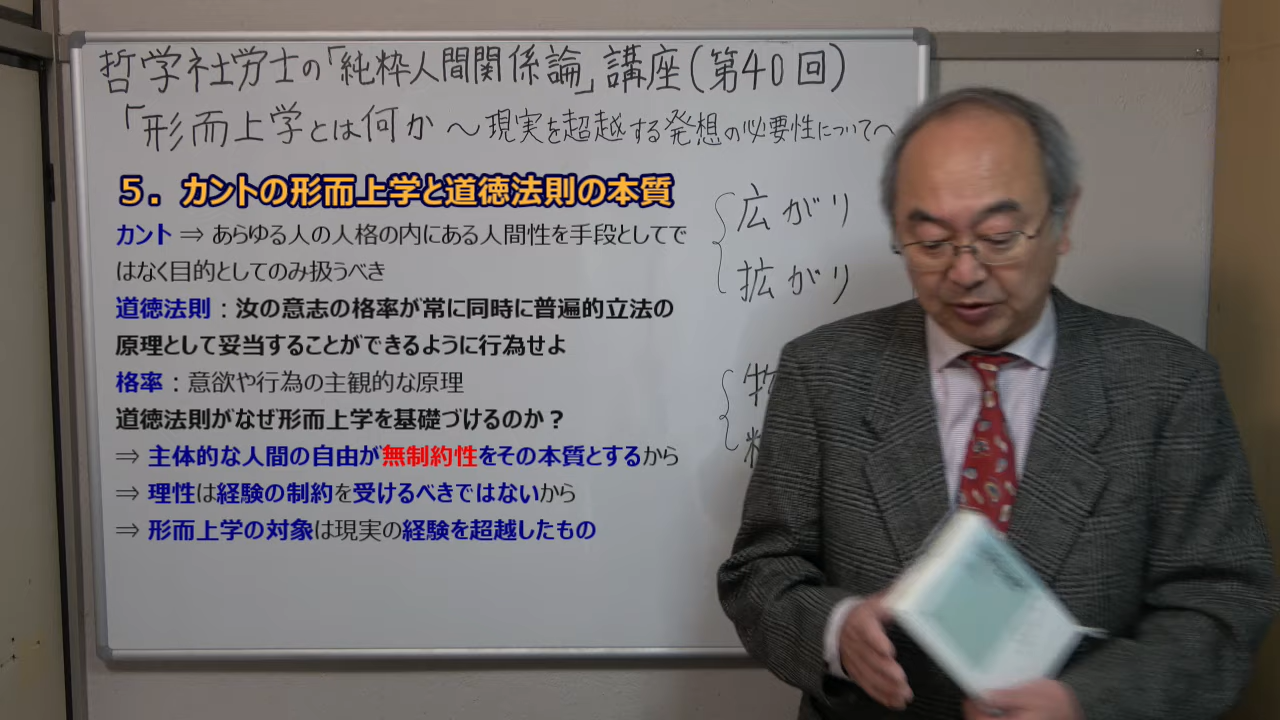 哲学社労士の「純粋人間関係論」講座(第40回)
「形而上学とは何か～現実を超越する発想の必要性について～
5．カントの形而上学と道徳法則の本質
カント ⇒ あらゆる人の人格の内にある人間性を手段としてで
はなく目的としてのみ扱うべき
道徳法則：汝の意志の格率が常に同時に普遍的立法の
原理として妥当することができるように行為せよ
格率：意欲や行為の主観的な原理
道徳法則がなぜ形而上学を基礎づけるのか？
⇒ 主体的な人間の自由が無制約性をその本質とするから
⇒ 理性は経験の制約を受けるべきではないから
⇒ 形而上学の対象は現実の経験を超越したもの
広がり
拡がり
物